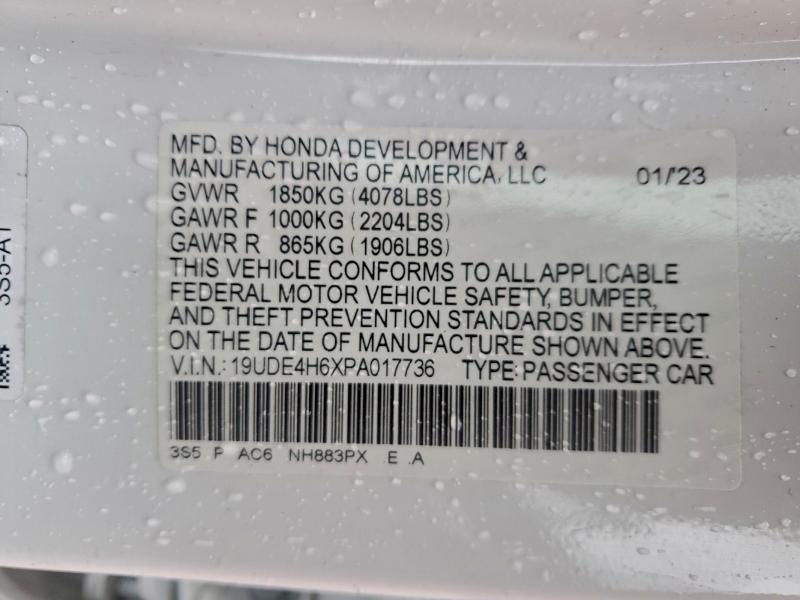 MFD. BY HONDA DEVELOPMENT &
MANUFACTURING OF AMERICA, LLC 01/'23
GVWR 1850KG (4078LBS)
GAWR F 1000KG (2204LBS)
GAWR R 865KG (1906LBS)
THIS VEHICLE CONFORMS TO ALL APPLICABLE
FEDERAL MOTOR VEHICLE SAFETY, BUMPER,
AND THEFT PREVENTION STANDARDS IN EFFECT
ON THE DATE OF MANUFACTURE SHOWN ABOVE.
V.I.N.: 19UDE4H6XPA017736 TYPE: PASSENGER CAR
3S5 P AC6 NH883PX E .A
3S5-A1